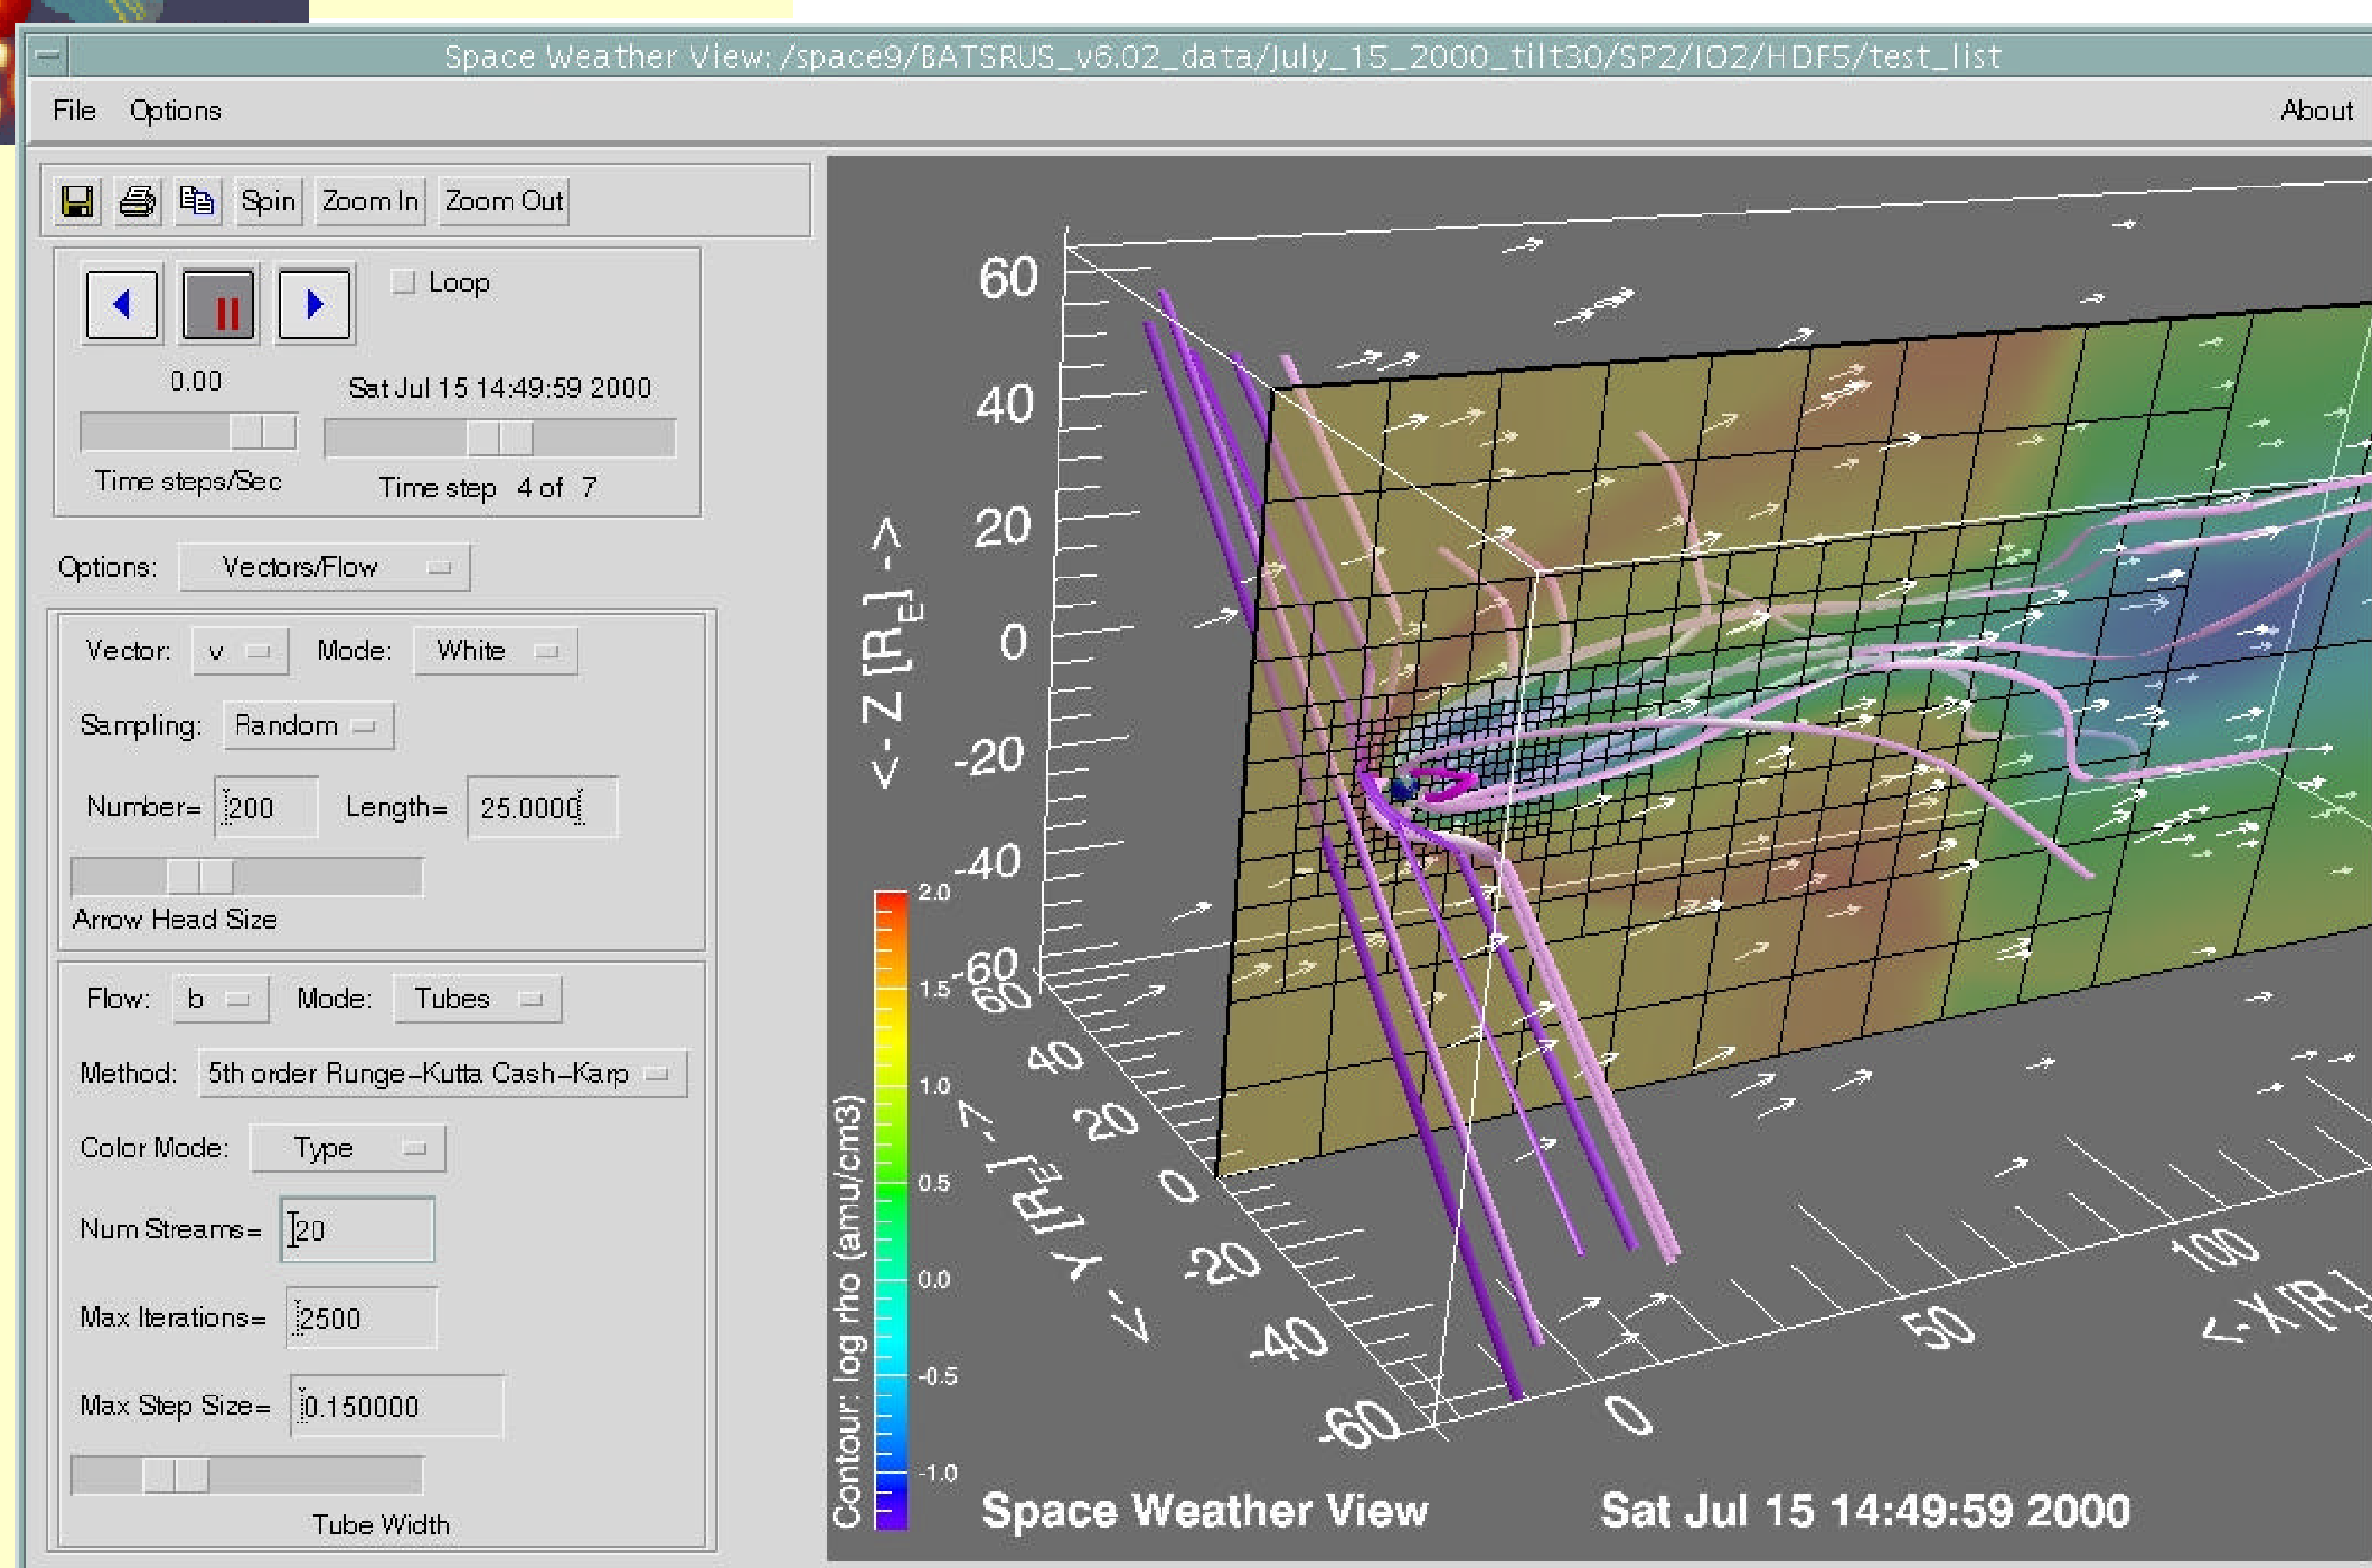 Space Weather View: /space9/BATSRUS_v6.02_data/July_15_2000_tilt30/SP2/IO2/HDF5/test_list
File Options About
Spin Zoom In Zoom Out
Loop
0.00 Sat Jul 15 14:49:59 2000
Time steps/Sec Time step 4 of 7
Options: Vectors/Flow
Vector: v Mode: White
Sampling: Random
Number= 200 Length= 25.0000
Arrow Head Size
Flow: b Mode: Tubes
Method: 5th order Runge-Kutta Cash-Karp
Color Mode: Type
Num Streams= 20
Max Iterations= 2500
Max Step Size= 0.150000
Tube Width
60
40
20
0
-20
-40
-60
<- Z [RE] ->
60
40
20
0
-20
-40
-60
<- Y [RE] ->
0
50
100
<- X [R
2.0
1.5
1.0
0.5
0.0
-0.5
-1.0
Contour: log rho (amu/cm3)
Space Weather View Sat Jul 15 14:49:59 2000